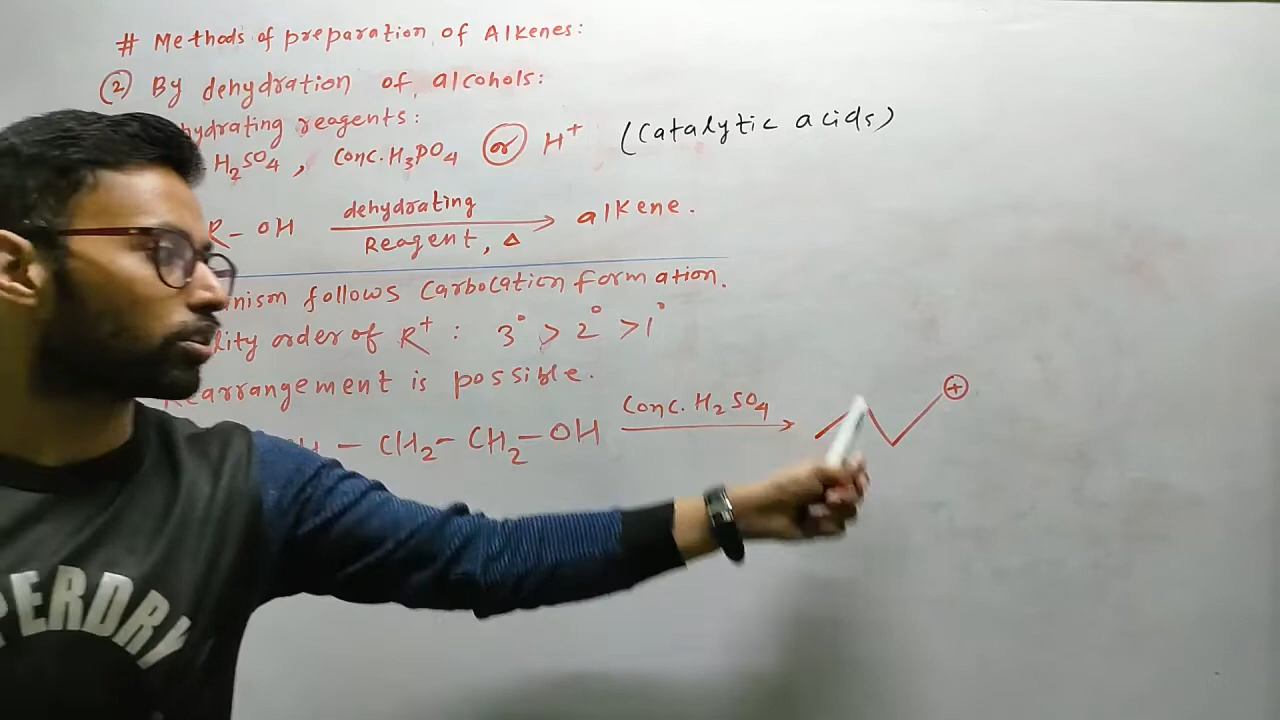 # Methods of preparation of Alkenes:
② By dehydration of alcohols:
hydrating reagents:
H₂SO₄, Conc. H₃PO₄ (or) H⁺ (Catalytic acids)
R - OH dehydrating Reagent, Δ → alkene.
nism follows carbocation formation.
lity order of R⁺ : 3° > 2° > 1°
Rearrangement is possible.
H - CH₂ - CH₂ - OH Conc. H₂SO₄ → ⊕
PERDRY